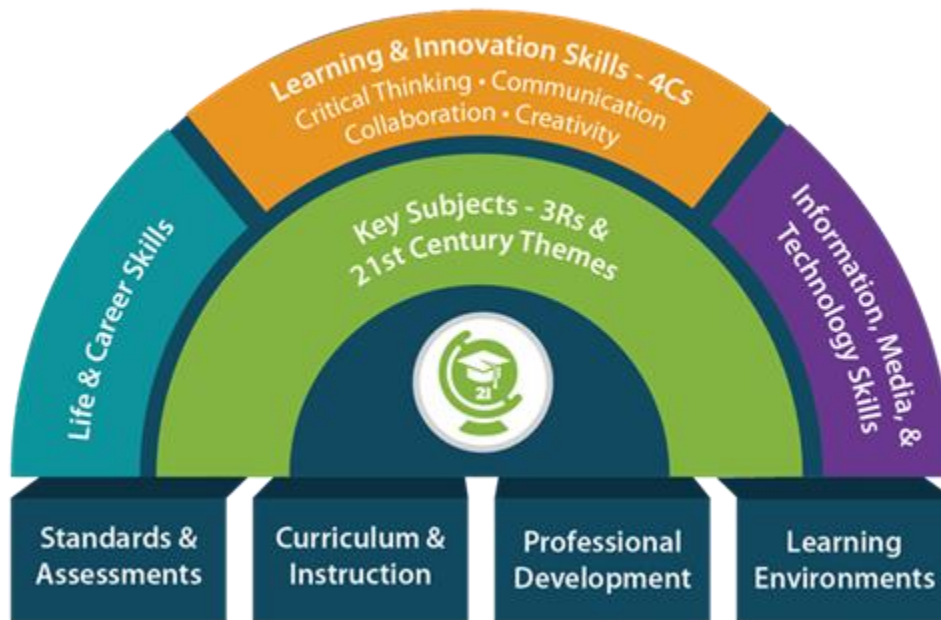 Learning & Innovation Skills - 4Cs
Critical Thinking • Communication
Collaboration • Creativity
Life & Career Skills
Key Subjects - 3Rs &
21st Century Themes
Information, Media, &
Technology Skills
21
Standards &
Assessments
Curriculum &
Instruction
Professional
Development
Learning
Environments